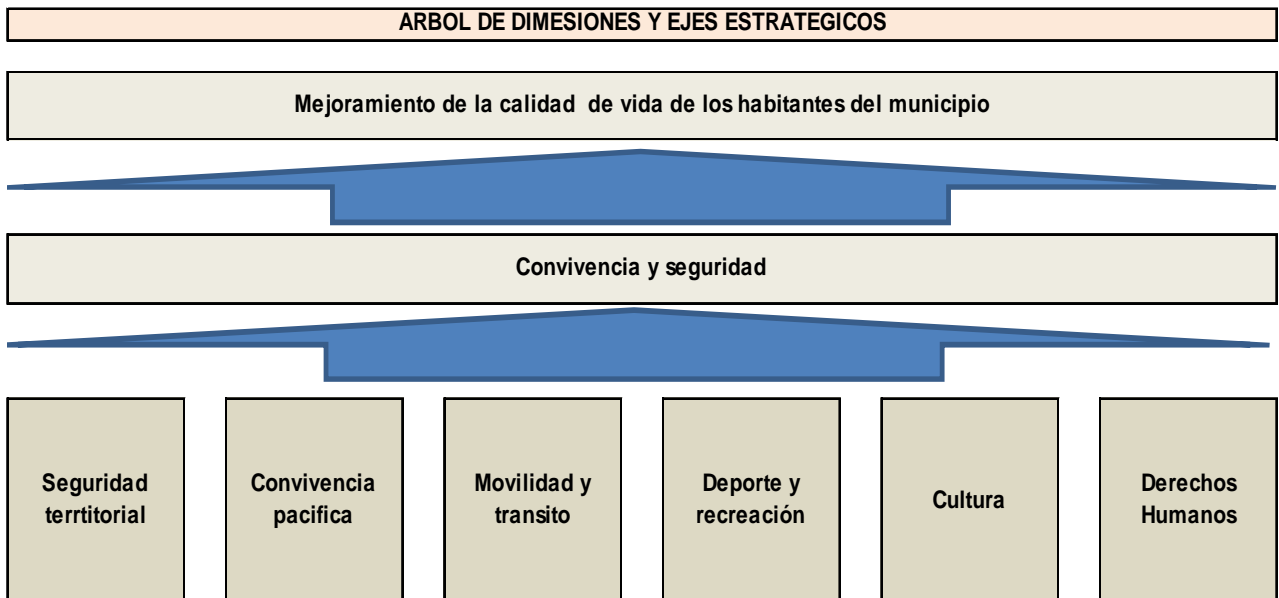 ARBOL DE DIMESIONES Y EJES ESTRATEGICOS
Mejoramiento de la calidad de vida de los habitantes del municipio
Convivencia y seguridad
Seguridad
terrtitorial
Convivencia
pacifica
Movilidad y
transito
Deporte y
recreación
Cultura
Derechos
Humanos